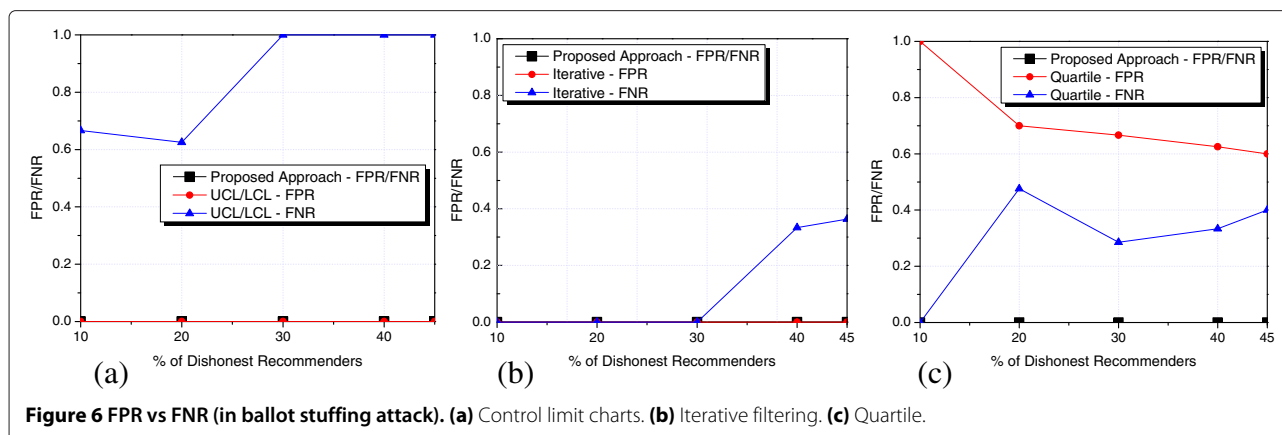 FPR/FNR
1.0
0.8
0.6
0.4
0.2
0.0
Proposed Approach - FPR/FNR
UCL/LCL - FPR
UCL/LCL - FNR
10 20 30 40
% of Dishonest Recommenders
(a)
FPR/FNR
1.0
0.8
0.6
0.4
0.2
0.0
Proposed Approach - FPR/FNR
Iterative - FPR
Iterative - FNR
10 20 30 40 45
% of Dishonest Recommenders
(b)
FPR/FNR
1.0
0.8
0.6
0.4
0.2
0.0
Proposed Approach - FPR/FNR
Quartile - FPR
Quartile - FNR
10 20 30 40 45
% of Dishonest Recommenders
(c)
Figure 6 FPR vs FNR (in ballot stuffing attack). (a) Control limit charts. (b) Iterative filtering. (c) Quartile.